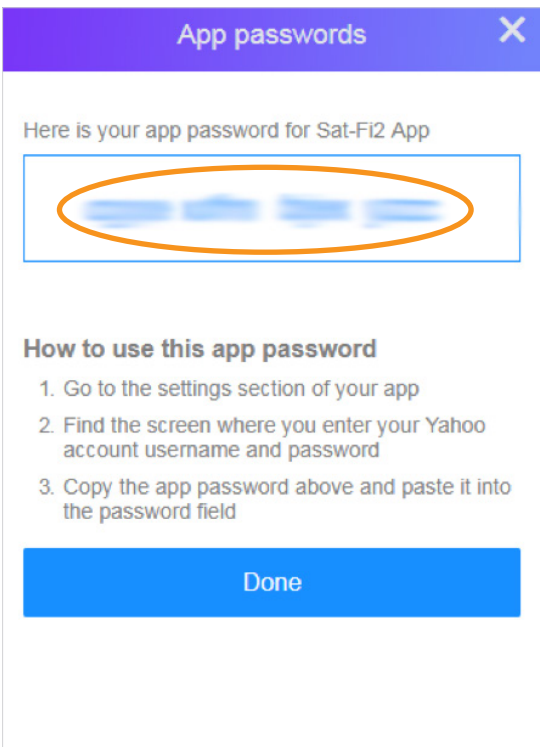 App passwords
Here is your app password for Sat-Fi2 App
How to use this app password
1. Go to the settings section of your app
2. Find the screen where you enter your Yahoo
account username and password
3. Copy the app password above and paste it into
the password field
Done